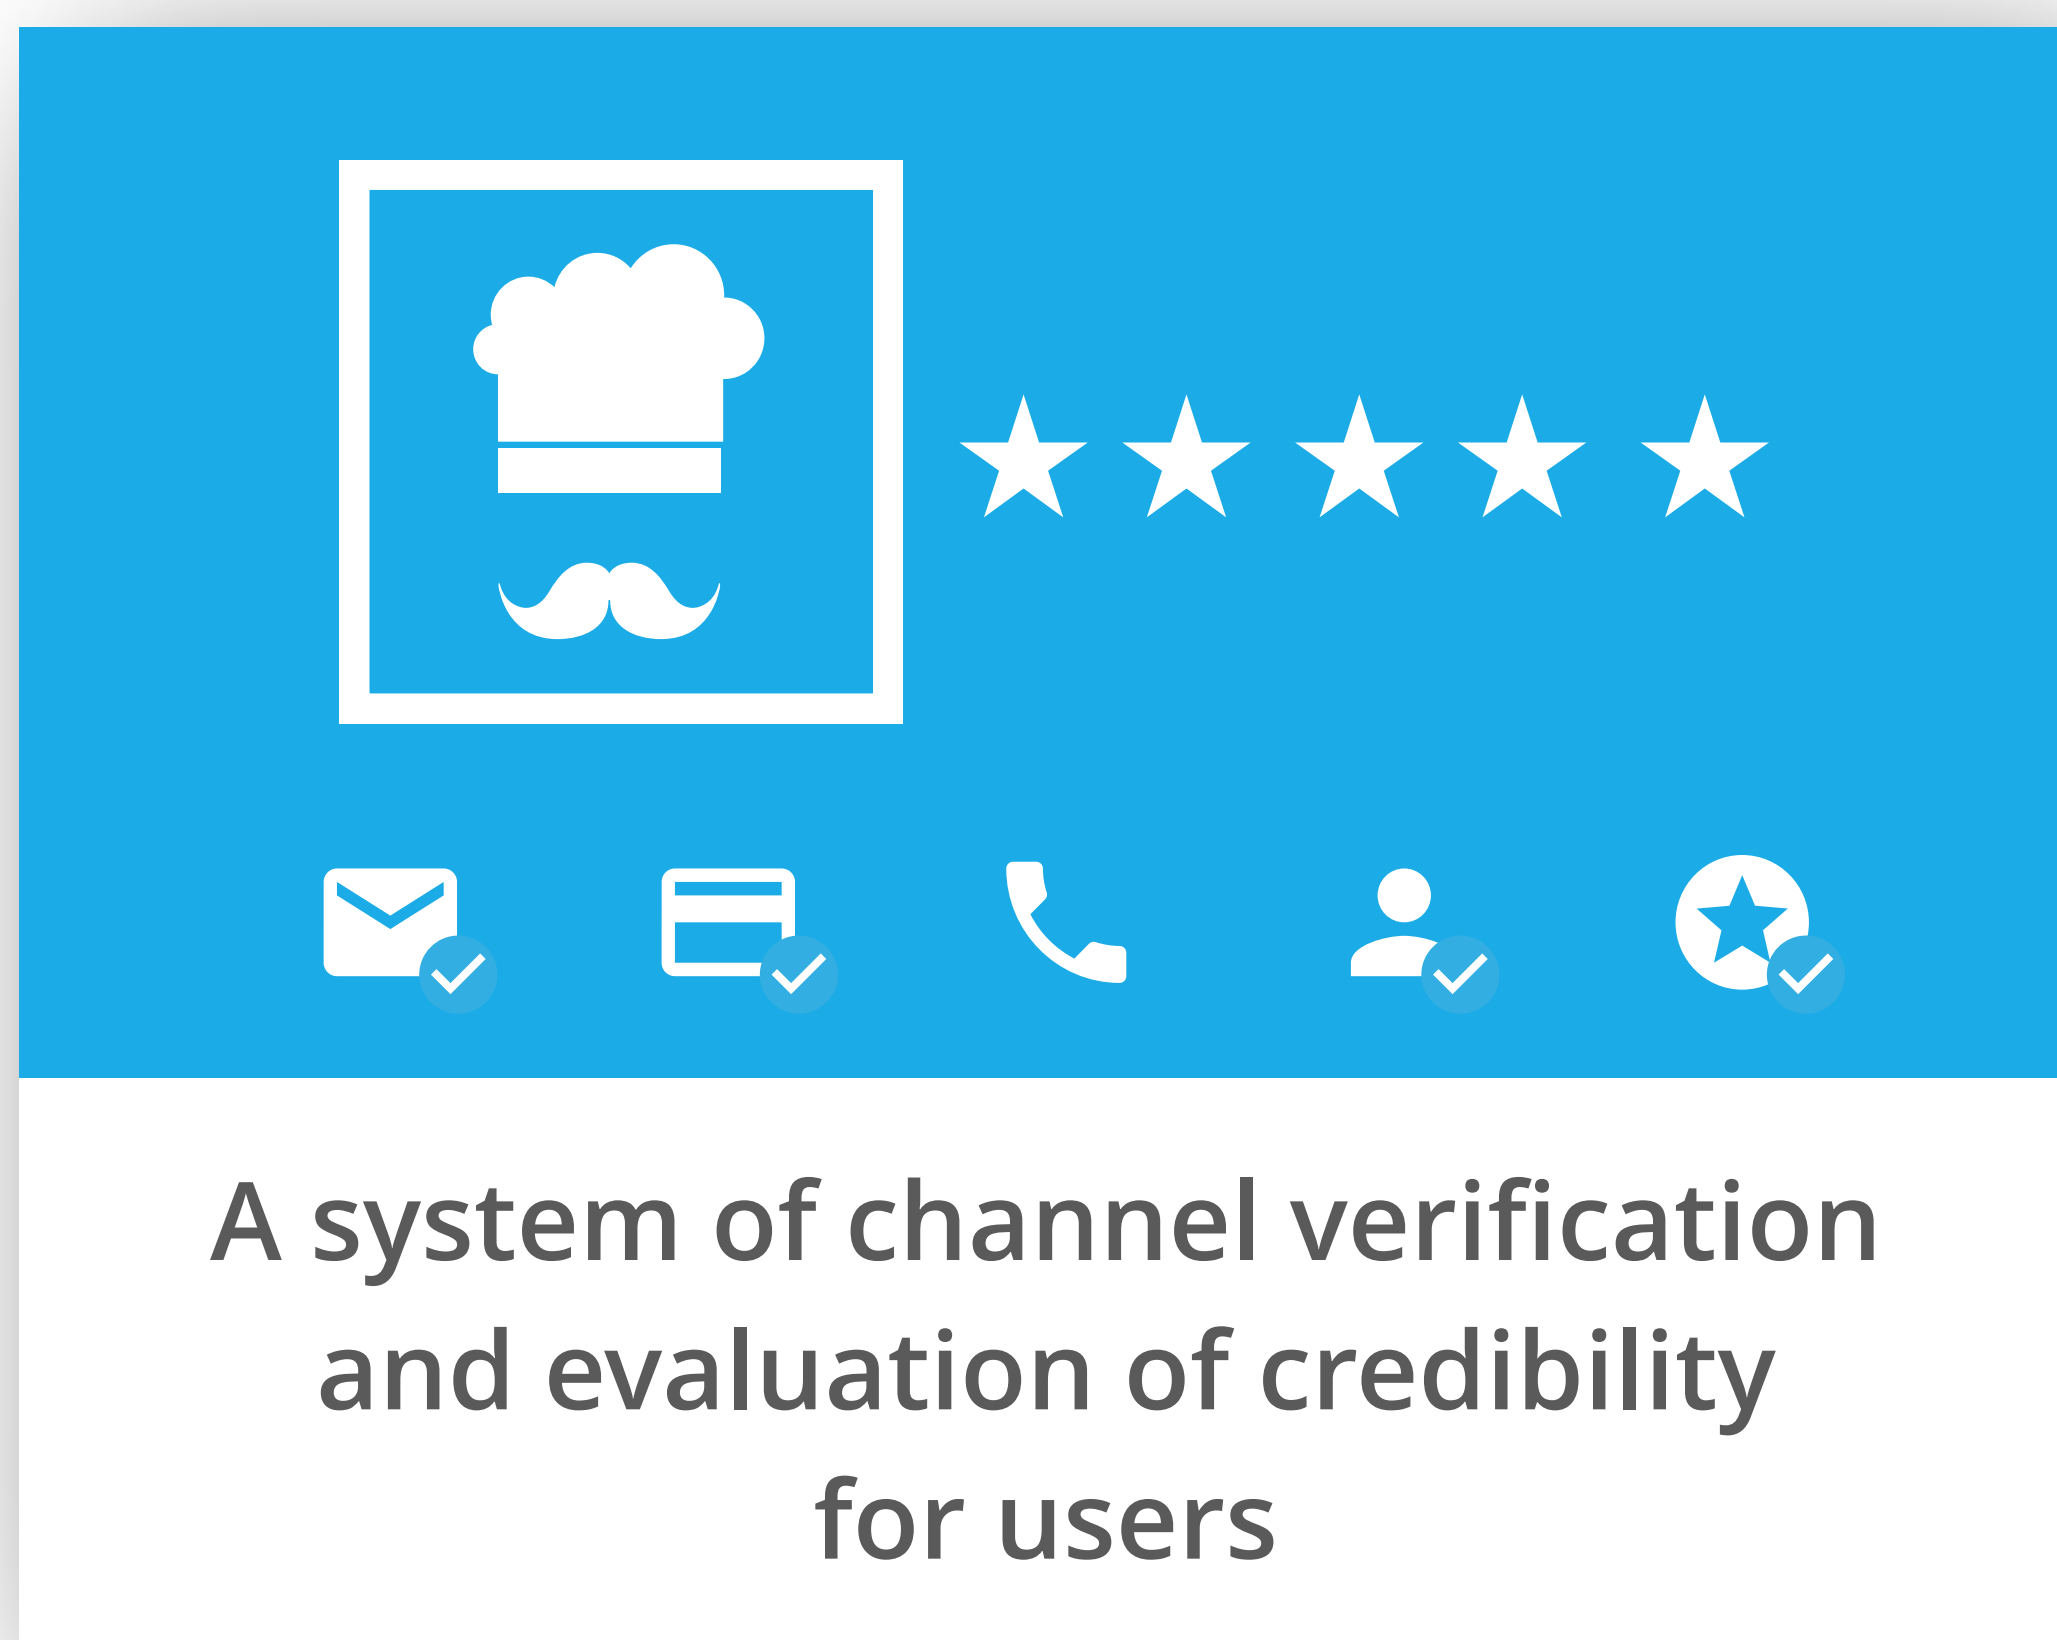 A system of channel verification
and evaluation of credibility
for users